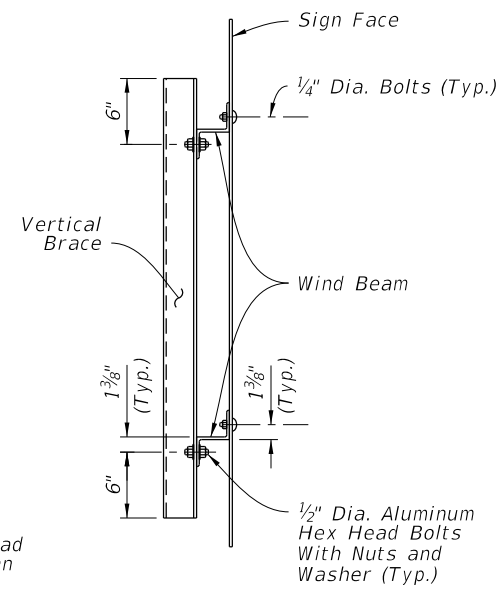 Sign Face
1/4" Dia. Bolts (Typ.)
6"
Vertical
Brace
Wind Beam
1 3/8"
(Typ.)
1 3/8"
(Typ.)
6"
1/2" Dia. Aluminum
Hex Head Bolts
With Nuts and
Washer (Typ.)